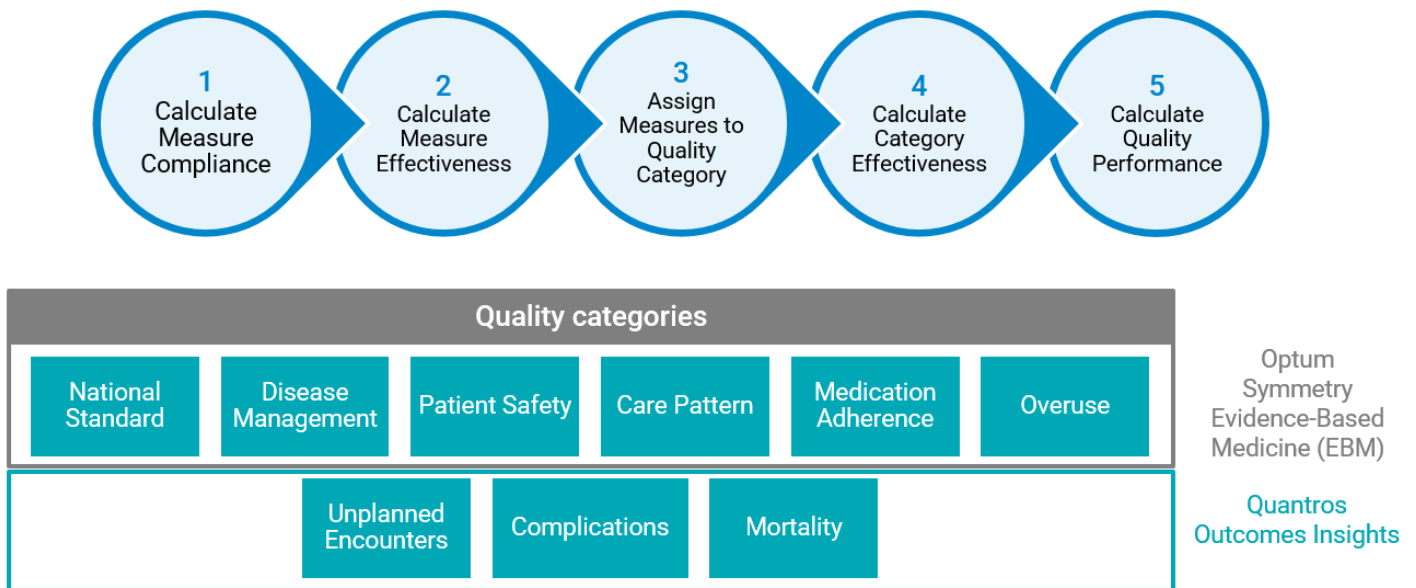 1
Calculate
Measure
Compliance
2
Calculate
Measure
Effectiveness
3
Assign
Measures to
Quality
Category
4
Calculate
Category
Effectiveness
5
Calculate
Quality
Performance
Quality categories
National
Standard
Disease
Management
Patient Safety
Care Pattern
Medication
Adherence
Overuse
Optum
Symmetry
Evidence-Based
Medicine (EBM)
Unplanned
Encounters
Complications
Mortality
Quantros
Outcomes Insights